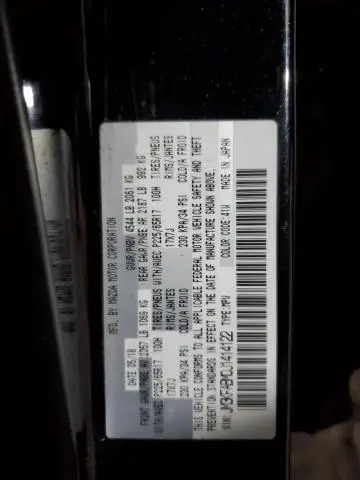 MFD. BY MAZDA MOTOR CORPORATION
DATE 05/18 GVWR/PNBV 4544 LB 2061 KG
FRONT GAWR/PNBE AV 2357 LB 1069 KG REAR GAWR/PNBE AR 2187 LB 992 KG
WITH/AVEC P225/65R17 100H TIRES/PNEUS WITH/AVEC P225/65R17 100H TIRES/PNEUS
17X7J RIMS/JANTES 17X7J RIMS/JANTES
230 KPA/34 PSI COLD/A FROID 230 KPA/34 PSI COLD/A FROID
THIS VEHICLE CONFORMS TO ALL APPLICABLE FEDERAL MOTOR VEHICLE SAFETY AND THEFT
PREVENTION STANDARDS IN EFFECT ON THE DATE OF MANUFACTURE SHOWN ABOVE.
VIN: TYPE:MPV COLOR CODE:41W MADE IN JAPAN